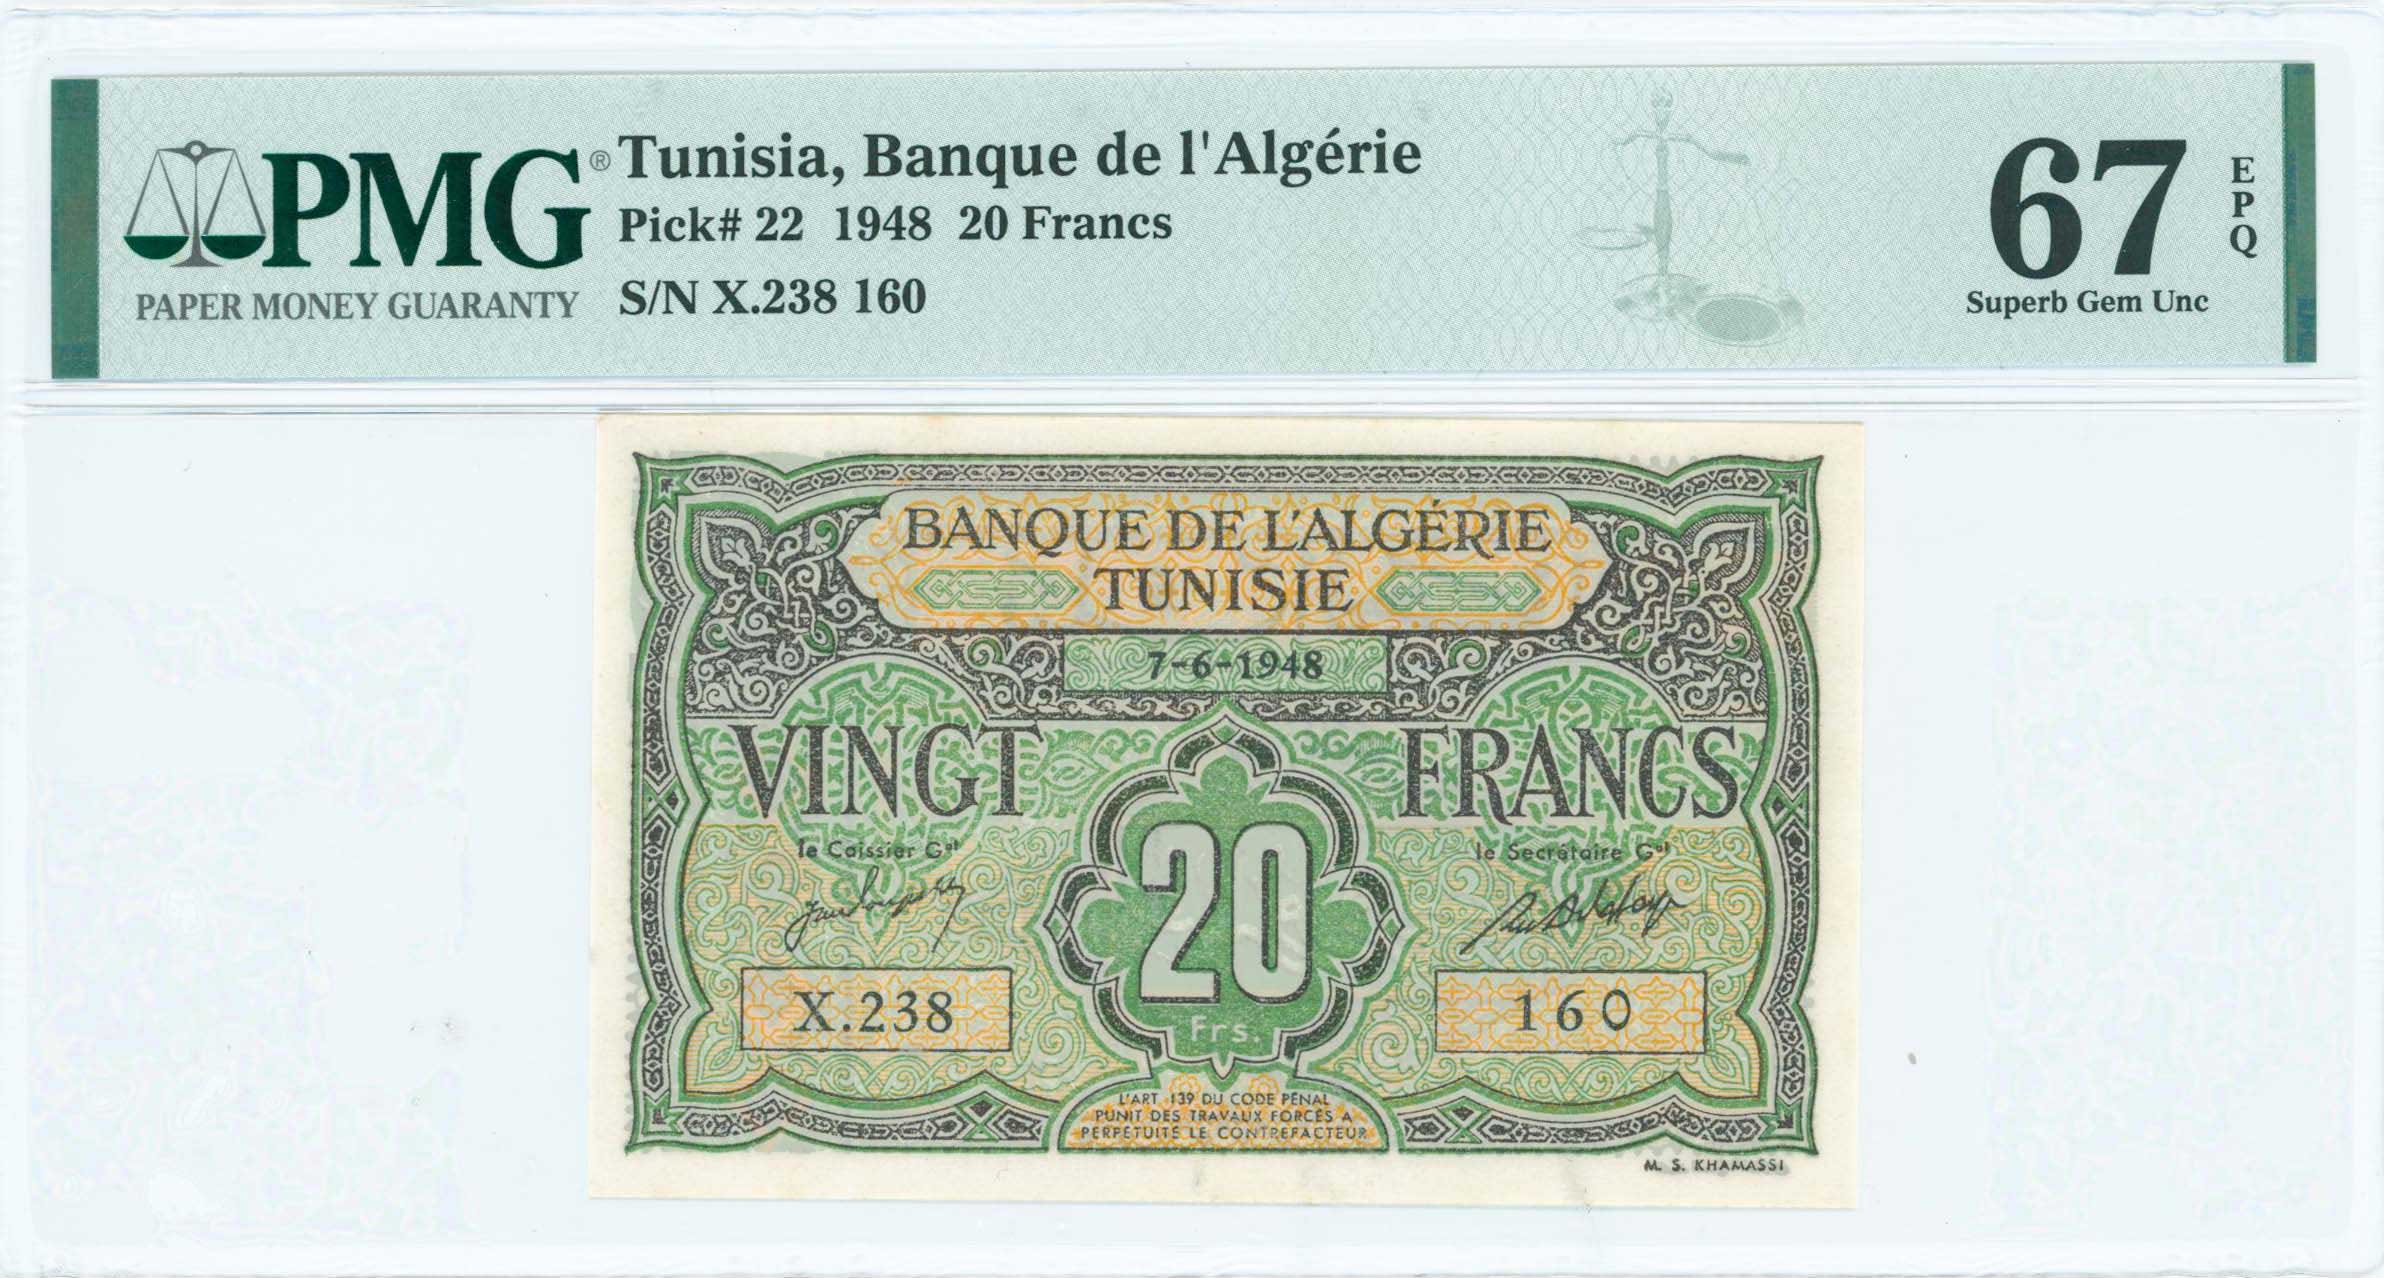 PMG®
PAPER MONEY GUARANTY
Tunisia, Banque de l'Algérie
Pick# 22 1948 20 Francs
S/N X.238 160
67
EPQ
Superb Gem Unc
BANQUE DE L'ALGÉRIE
TUNISIE
7-6-1948
VINGT FRANCS
le Caissier Gal
le Secrétaire Gal
20
Frs.
X.238
160
L'ART 139 DU CODE PÉNAL
PUNIT DES TRAVAUX FORCÉS A
PERPÉTUITÉ LE CONTREFACTEUR
M. S. KHAMASSI